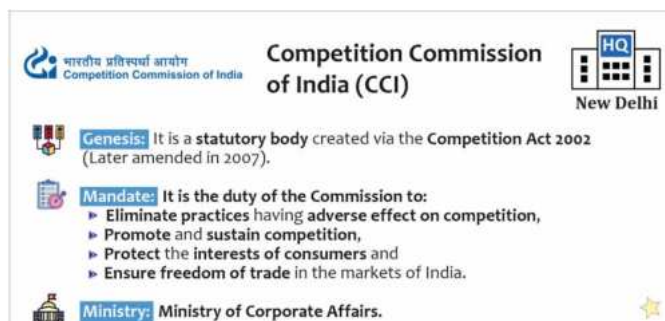 भारतीय प्रतिस्पर्धा आयोग
Competition Commission of India
Competition Commission
of India (CCI)
HQ
New Delhi
Genesis: It is a statutory body created via the Competition Act 2002
(Later amended in 2007).
Mandate: It is the duty of the Commission to:
Eliminate practices having adverse effect on competition,
Promote and sustain competition,
Protect the interests of consumers and
Ensure freedom of trade in the markets of India.
Ministry: Ministry of Corporate Affairs.